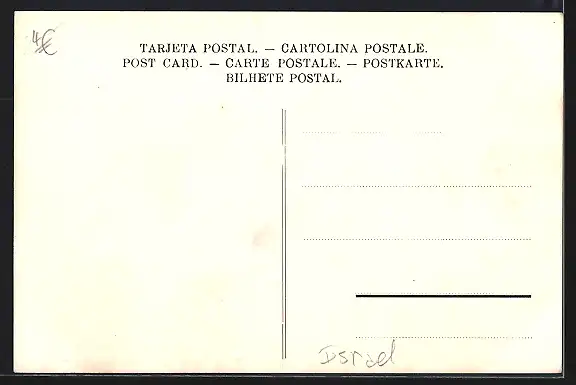 4€
TARJETA POSTAL. — CARTOLINA POSTALE.
POST CARD. — CARTE POSTALE. — POSTKARTE.
BILHETE POSTAL.
Israel